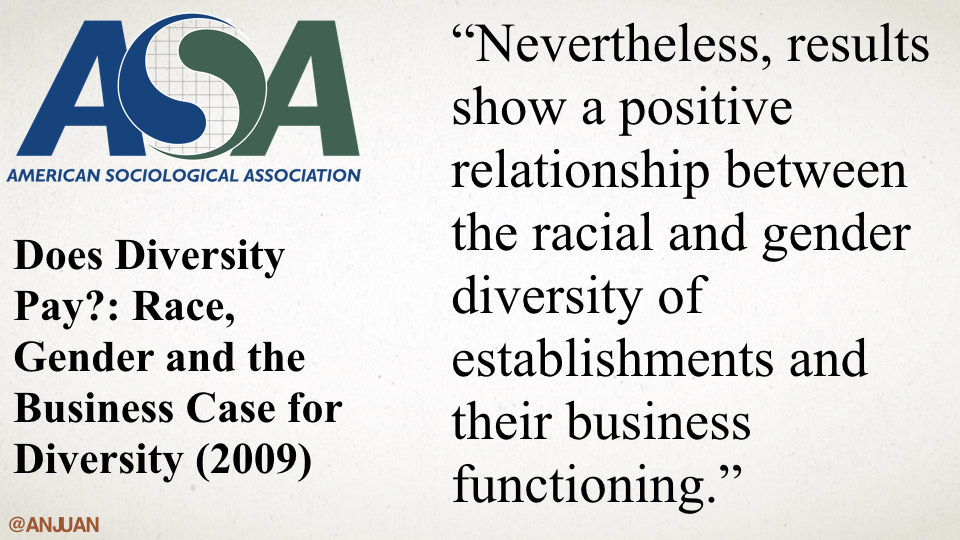 ASA
AMERICAN SOCIOLOGICAL ASSOCIATION
Does Diversity
Pay?: Race,
Gender and the
Business Case for
Diversity (2009)
@ANJUAN
“Nevertheless, results
show a positive
relationship between
the racial and gender
diversity of
establishments and
their business
functioning.”